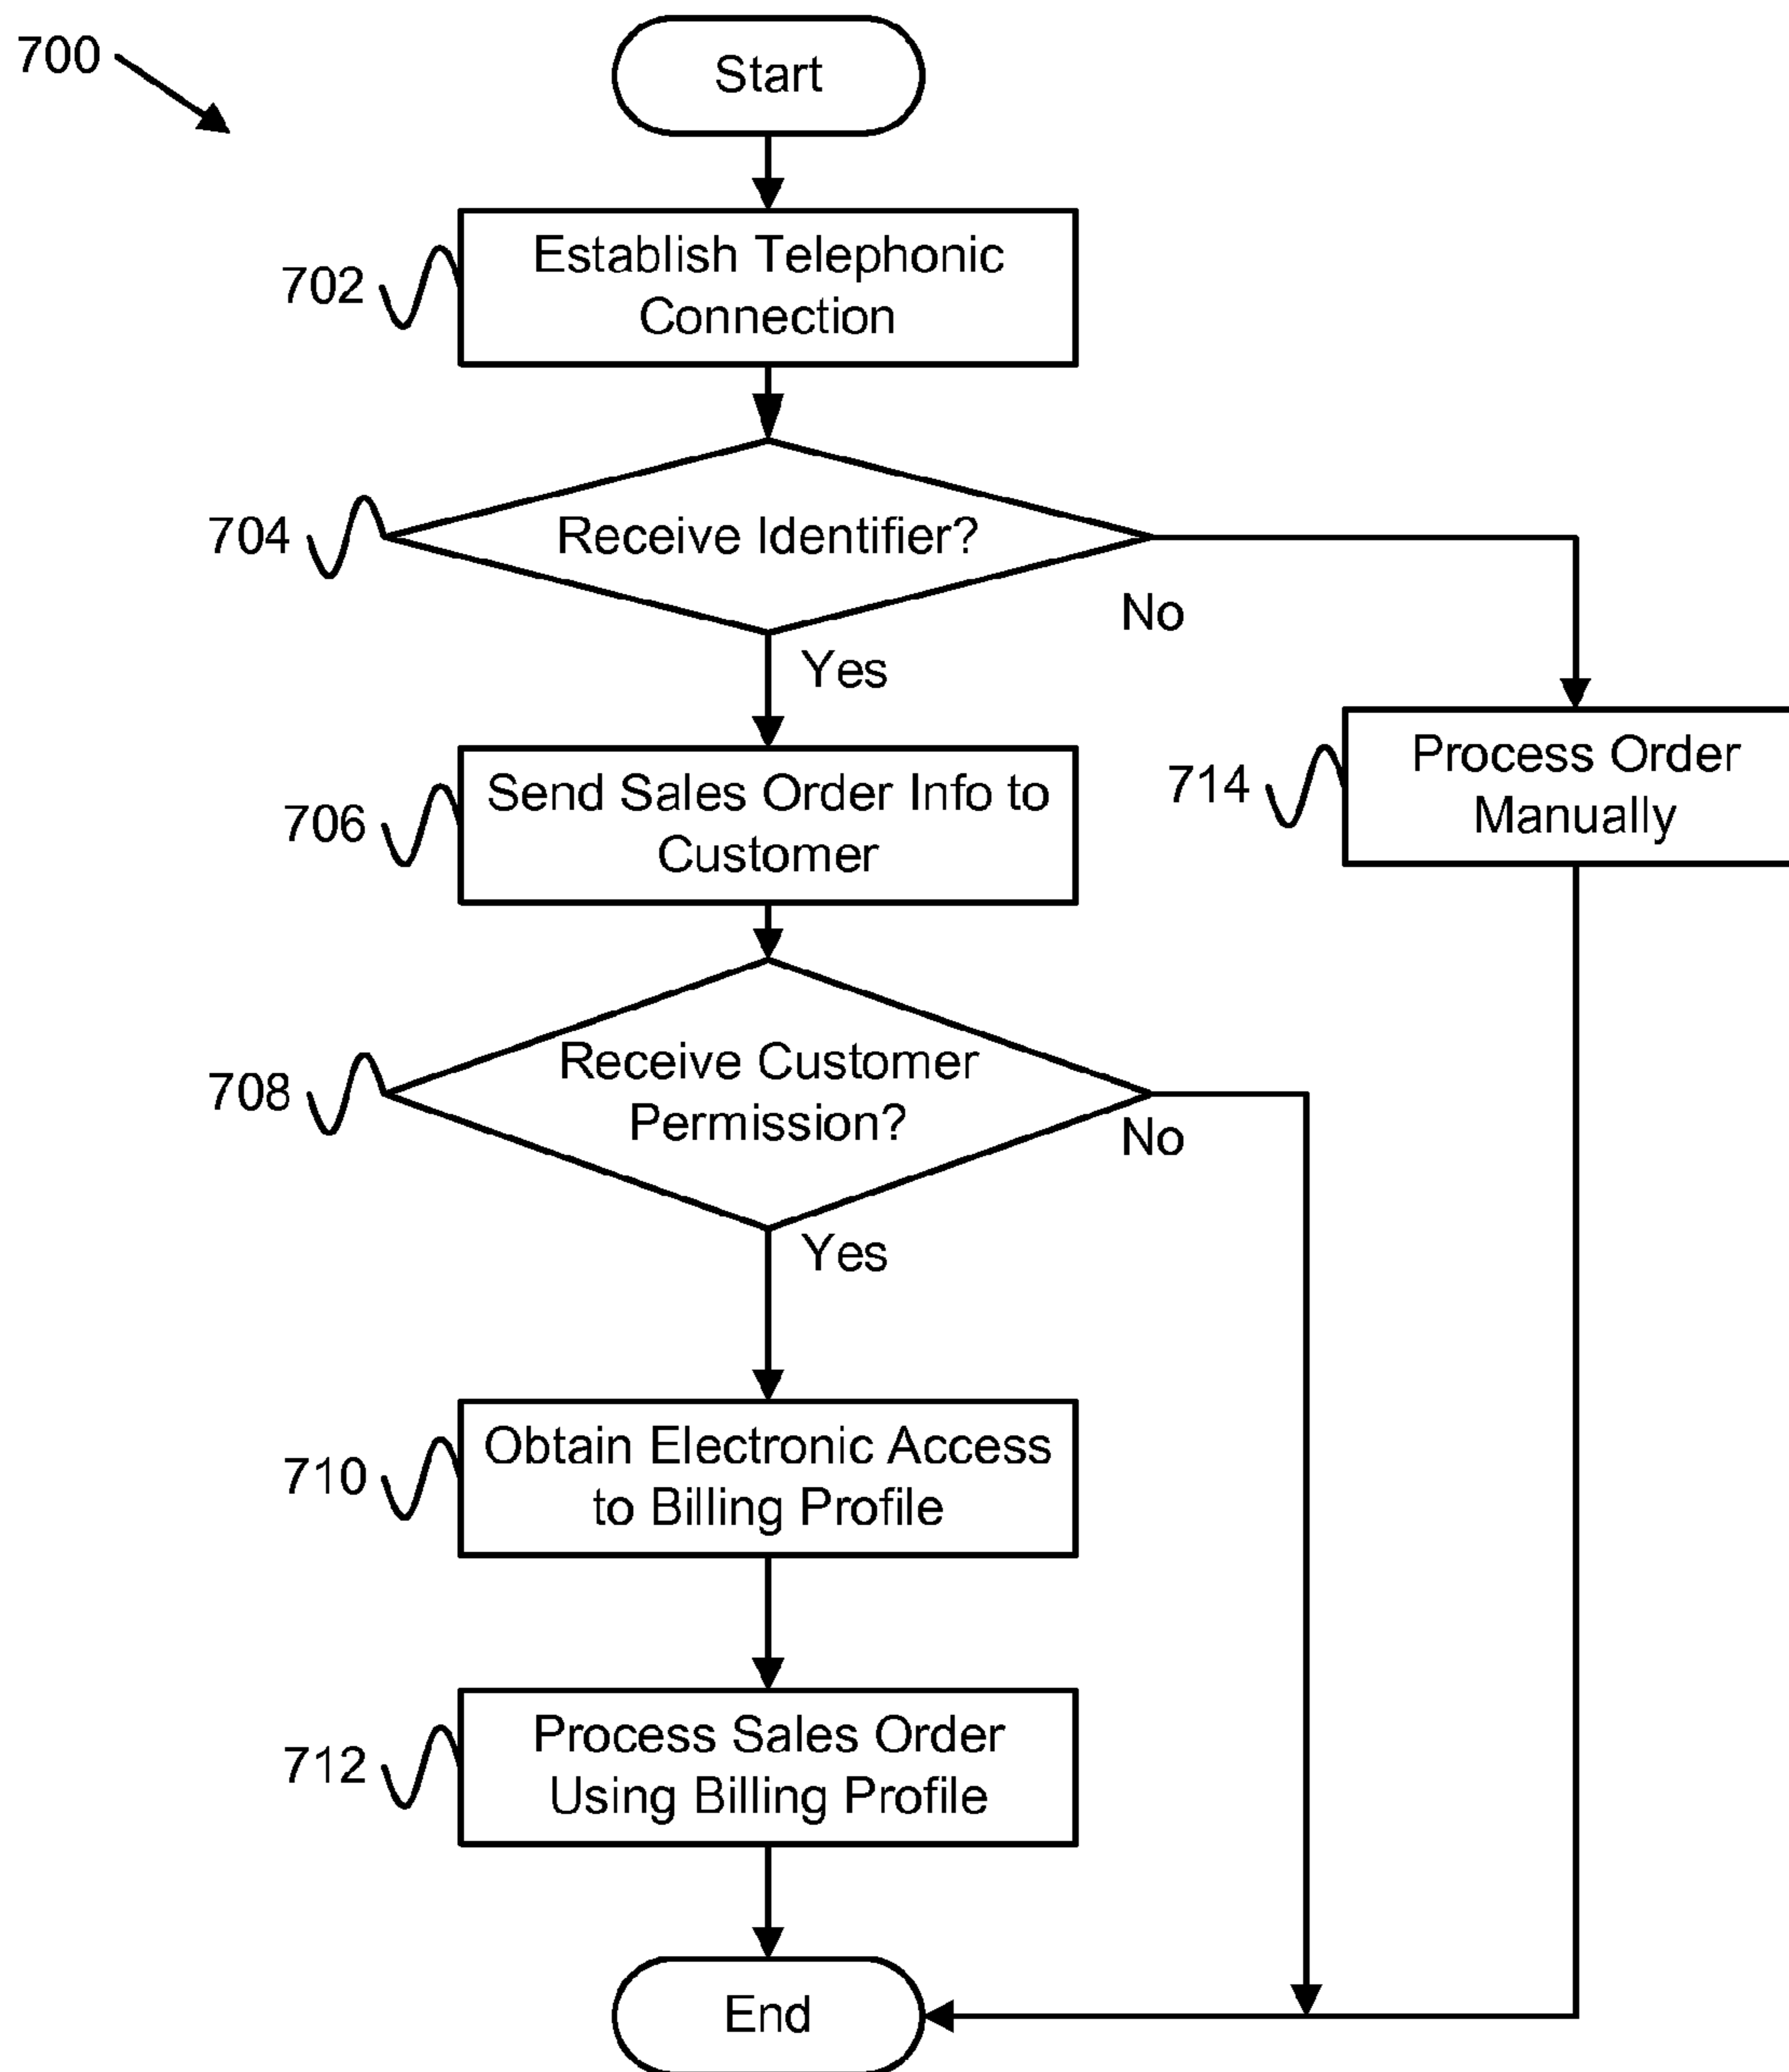 700
Start
702
Establish Telephonic
Connection
704
Receive Identifier?
No
Yes
706
Send Sales Order Info to
Customer
714
Process Order
Manually
708
Receive Customer
Permission?
No
Yes
710
Obtain Electronic Access
to Billing Profile
712
Process Sales Order
Using Billing Profile
End